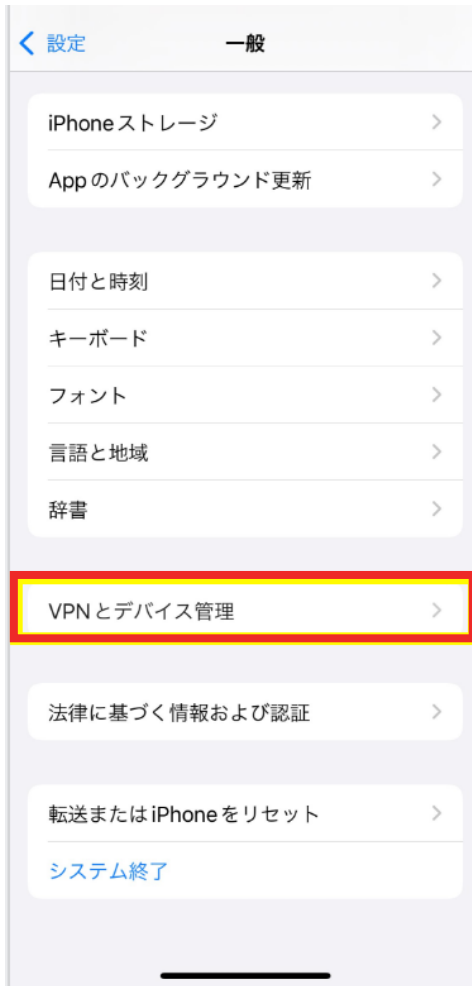 設定
一般
iPhoneストレージ
Appのバックグラウンド更新
日付と時刻
キーボード
フォント
言語と地域
辞書
VPNとデバイス管理
法律に基づく情報および認証
転送またはiPhoneをリセット
システム終了